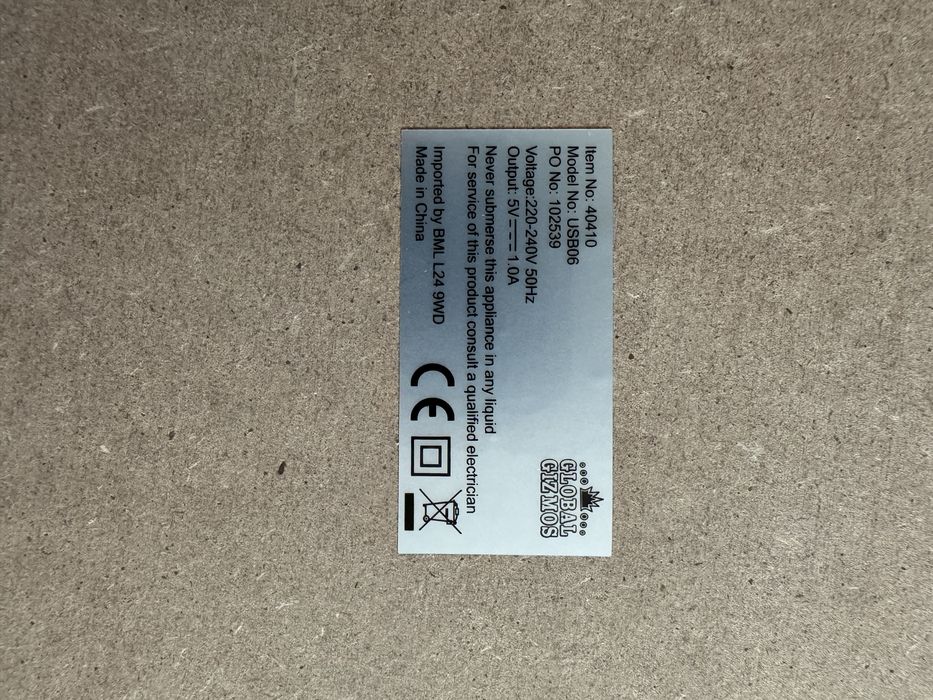 Item No: 40410
Model No: USB06
PO No: 102539
Voltage:220-240V 50Hz
Output: 5V⎓1.0A
Never submerse this appliance in any liquid
For service of this product consult a qualified electrician
Imported by BML L24 9WD
Made in China
GLOBAL
GIZMOS
CE